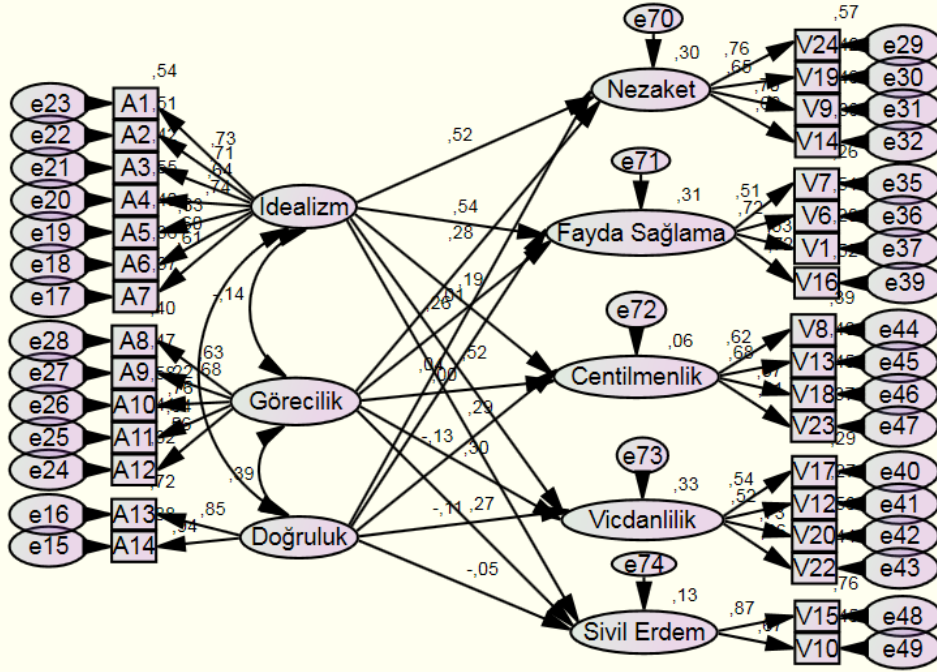 e70
,57
,30
,76
V24
e29
,54
Nezaket
,65
V19
e30
e23
A1
,51
V9
e31
e22
A2
,73
,52
V14
e32
e21
A3
,71
e71
,26
e20
A4
,64
,74
Idealizm
,54
,31
,51
V7
e35
e19
A5
Fayda Sağlama
,72
V6
e36
e18
A6
,61
,28
V1
e37
e17
A7
-,14
,19
V16
e39
,40
e72
,39
e28
A8
,47
,06
,62
V8
e44
e27
A9
,63
,68
,52
Centilmenlik
,68
V13
e45
e26
A10
Görecilik
,00
V18
e46
e25
A11
,29
V23
e47
e24
A12
-,13
,30
,29
,72
,39
e73
,33
,54
V17
e40
e16
A13
,85
-,11
,27
Vicdanlilik
,52
V12
e41
e15
A14
Doğruluk
V20
e42
e74
V22
e43
-,05
,76
,13
,87
V15
e48
Sivil Erdem
V10
e49